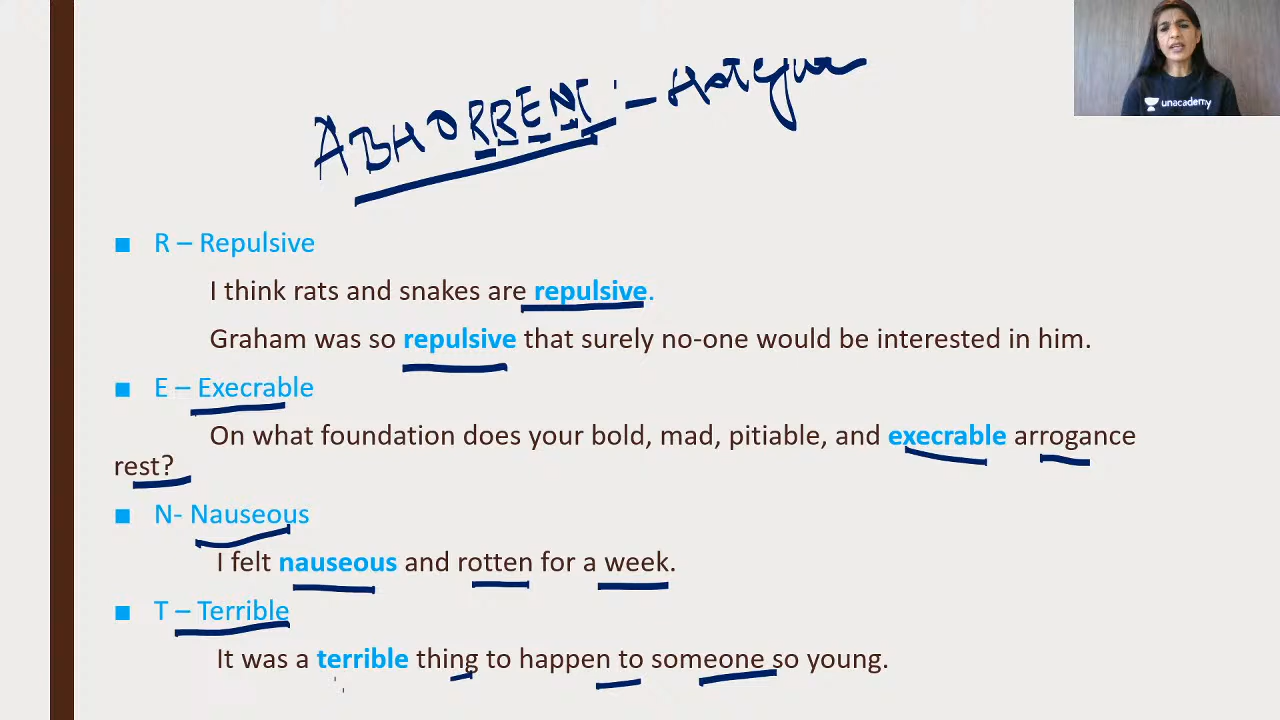 ABHORRENT - Hateful
unacademy
■ R – Repulsive
I think rats and snakes are repulsive.
Graham was so repulsive that surely no-one would be interested in him.
■ E – Execrable
On what foundation does your bold, mad, pitiable, and execrable arrogance
rest?
■ N- Nauseous
I felt nauseous and rotten for a week.
■ T – Terrible
It was a terrible thing to happen to someone so young.